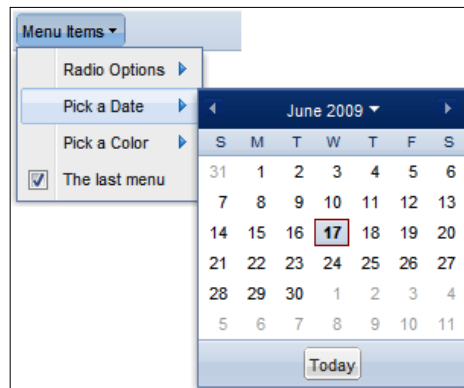 Menu Items
Radio Options
Pick a Date
Pick a Color
The last menu
June 2009
S M T W T F S
31 1 2 3 4 5 6
7 8 9 10 11 12 13
14 15 16 17 18 19 20
21 22 23 24 25 26 27
28 29 30 1 2 3 4
5 6 7 8 9 10 11
Today